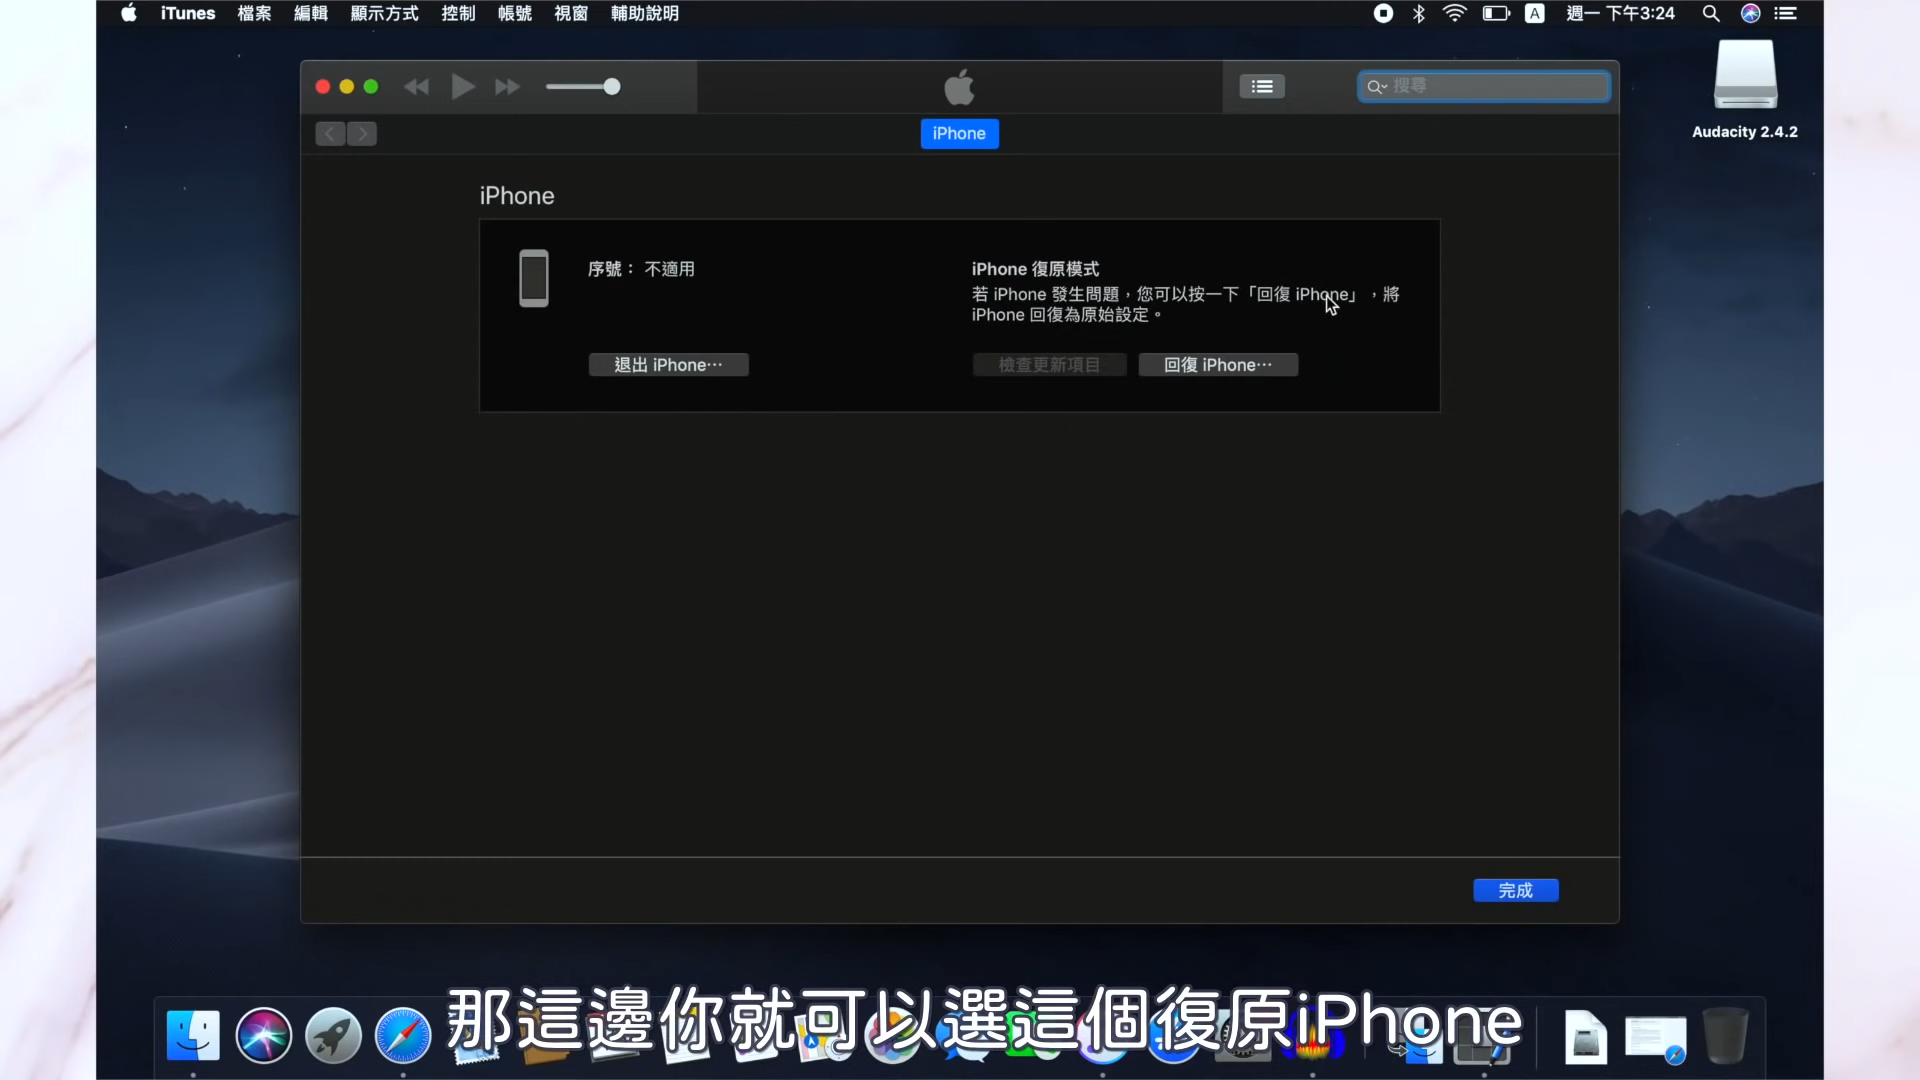 iTunes 檔案 編輯 顯示方式 控制 帳號 視窗 輔助說明 A 週一 下午3:24
搜尋
Audacity 2.4.2
iPhone
iPhone
序號： 不適用
iPhone 復原模式
若 iPhone 發生問題，您可以按一下「回復 iPhone」，將
iPhone 回復為原始設定。
退出 iPhone⋯
檢查更新項目
回復 iPhone⋯
完成
那這邊你就可以選這個復原iPhone